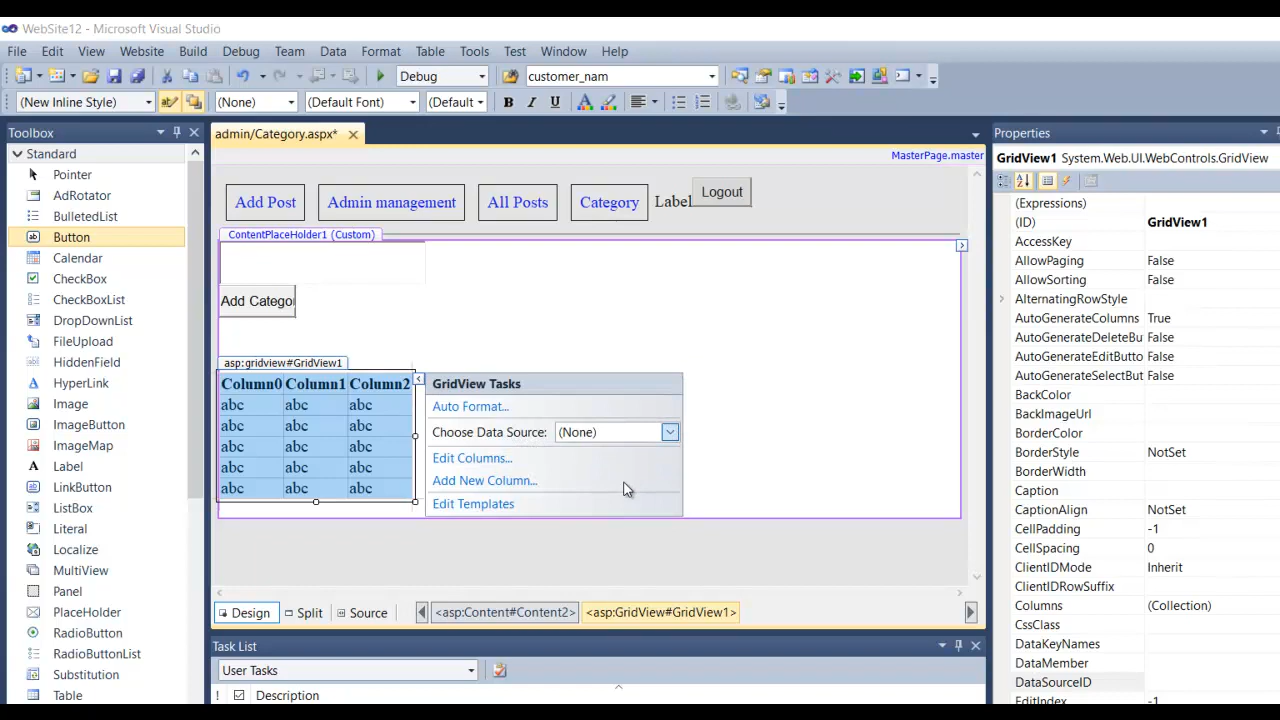 WebSite12 - Microsoft Visual Studio
File Edit View Website Build Debug Team Data Format Table Tools Test Window Help
Debug customer_nam
(New Inline Style) (None) (Default Font) (Default B I U A
Toolbox
Standard
Pointer
AdRotator
BulletedList
Button
Calendar
CheckBox
CheckBoxList
DropDownList
FileUpload
HiddenField
HyperLink
Image
ImageButton
ImageMap
Label
LinkButton
ListBox
Literal
Localize
MultiView
Panel
PlaceHolder
RadioButton
RadioButtonList
Substitution
Table
admin/Category.aspx*
MasterPage.master
Add Post Admin management All Posts Category Label Logout
ContentPlaceHolder1 (Custom)
Add Catego
asp:gridview#GridView1
Column0 Column1 Column2
abc abc abc
abc abc abc
abc abc abc
abc abc abc
abc abc abc
GridView Tasks
Auto Format...
Choose Data Source: (None)
Edit Columns...
Add New Column...
Edit Templates
Design Split Source <asp:Content#Content2> <asp:GridView#GridView1>
Task List
User Tasks
! Description
Properties
GridView1 System.Web.UI.WebControls.GridView
(Expressions)
(ID) GridView1
AccessKey
AllowPaging False
AllowSorting False
AlternatingRowStyle
AutoGenerateColumns True
AutoGenerateDeleteBu False
AutoGenerateEditButto False
AutoGenerateSelectBut False
BackColor
BackImageUrl
BorderColor
BorderStyle NotSet
BorderWidth
Caption
CaptionAlign NotSet
CellPadding -1
CellSpacing 0
ClientIDMode Inherit
ClientIDRowSuffix
Columns (Collection)
CssClass
DataKeyNames
DataMember
DataSourceID
EditIndex -1